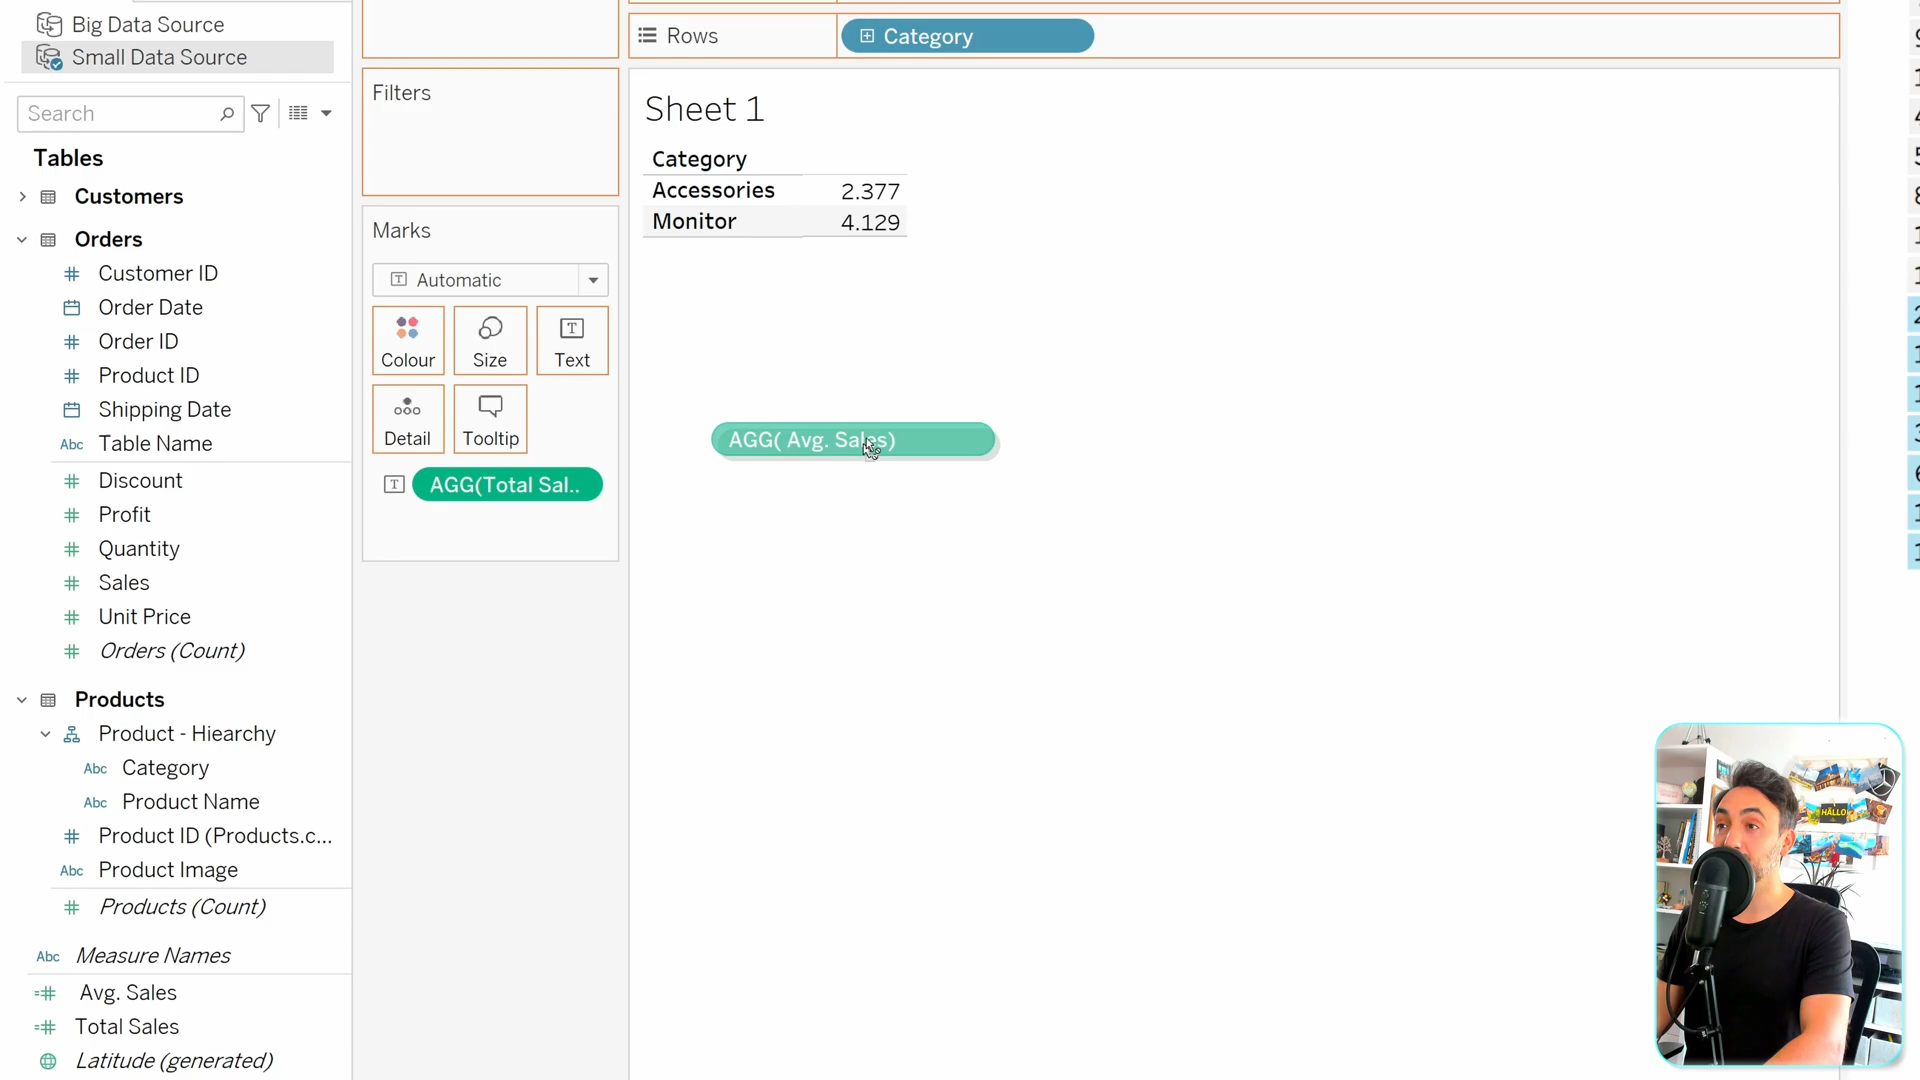 Big Data Source
Small Data Source
Search
Tables
Customers
Orders
Customer ID
Order Date
Order ID
Product ID
Shipping Date
Abc Table Name
Discount
Profit
Quantity
Sales
Unit Price
Orders (Count)
Products
Product - Hiearchy
Abc Category
Abc Product Name
Product ID (Products.c...
Abc Product Image
Products (Count)
Abc Measure Names
=# Avg. Sales
=# Total Sales
Latitude (generated)
Filters
Marks
Automatic
Colour Size Text
Detail Tooltip
AGG(Total Sal..
Rows
Category
Sheet 1
Category
Accessories 2.377
Monitor 4.129
AGG( Avg. Sales)
HALLO